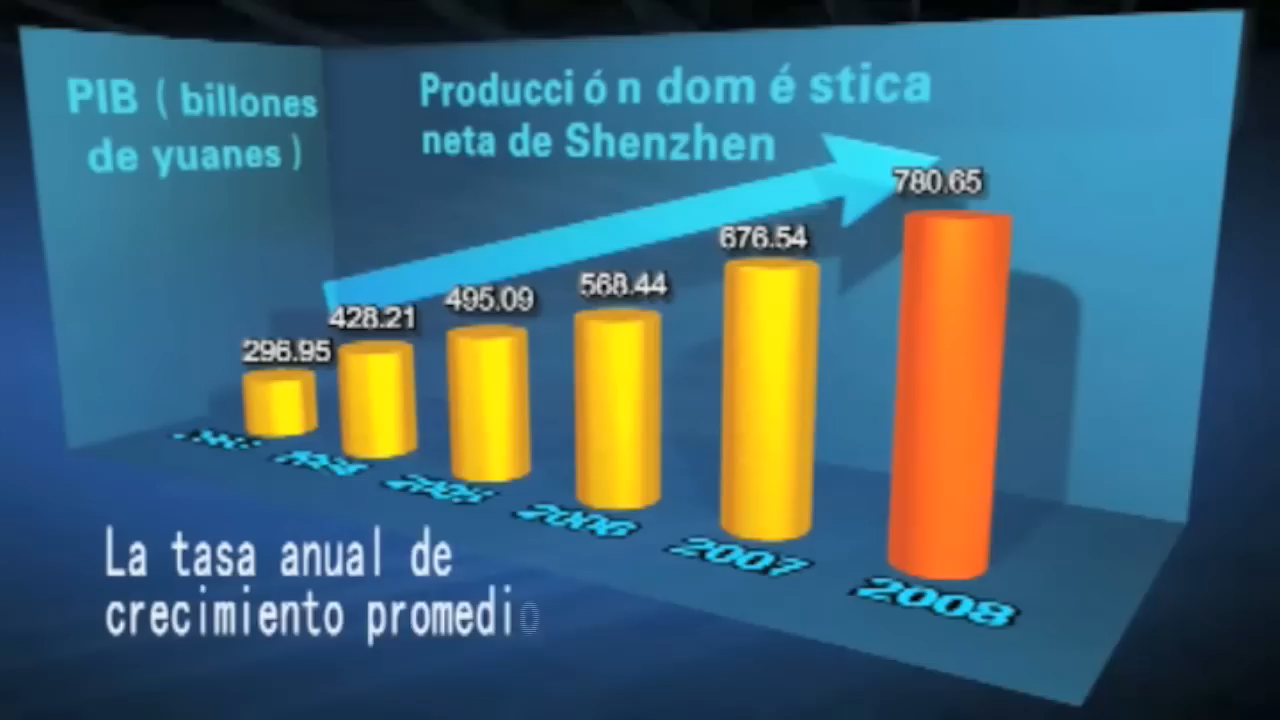 PIB ( billones
de yuanes )
Producci ó n dom é stica
neta de Shenzhen
780.65
676.54
568.44
495.09
428.21
296.95
2006
2007
2008
La tasa anual de
crecimiento promedio